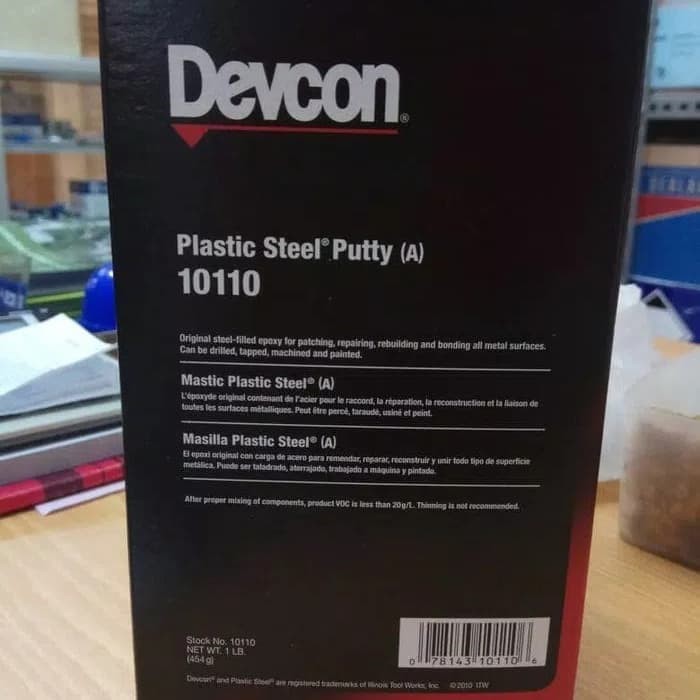 Devcon®
Plastic Steel® Putty (A)
10110
Original steel-filled epoxy for patching, repairing, rebuilding and bonding all metal surfaces.
Can be drilled, tapped, machined and painted.
Mastic Plastic Steel® (A)
L'époxyde original contenant de l'acier pour le raccord, la réparation, la reconstruction et la liaison de
toutes les surfaces métalliques. Peut être percé, taraudé, usiné et peint.
Masilla Plastic Steel® (A)
El epoxi original con carga de acero para remendar, reparar, reconstruir y unir todo tipo de superficie
metálica. Puede ser taladrado, aterrajado, trabajado a máquina y pintado.
After proper mixing of components, product VOC is less than 20g/L. Thinning is not recommended.
Stock No. 10110
NET WT. 1 LB.
(454 g)
0 78143 10110 6
Devcon® and Plastic Steel® are registered trademarks of Illinois Tool Works, Inc. ©2010 ITW